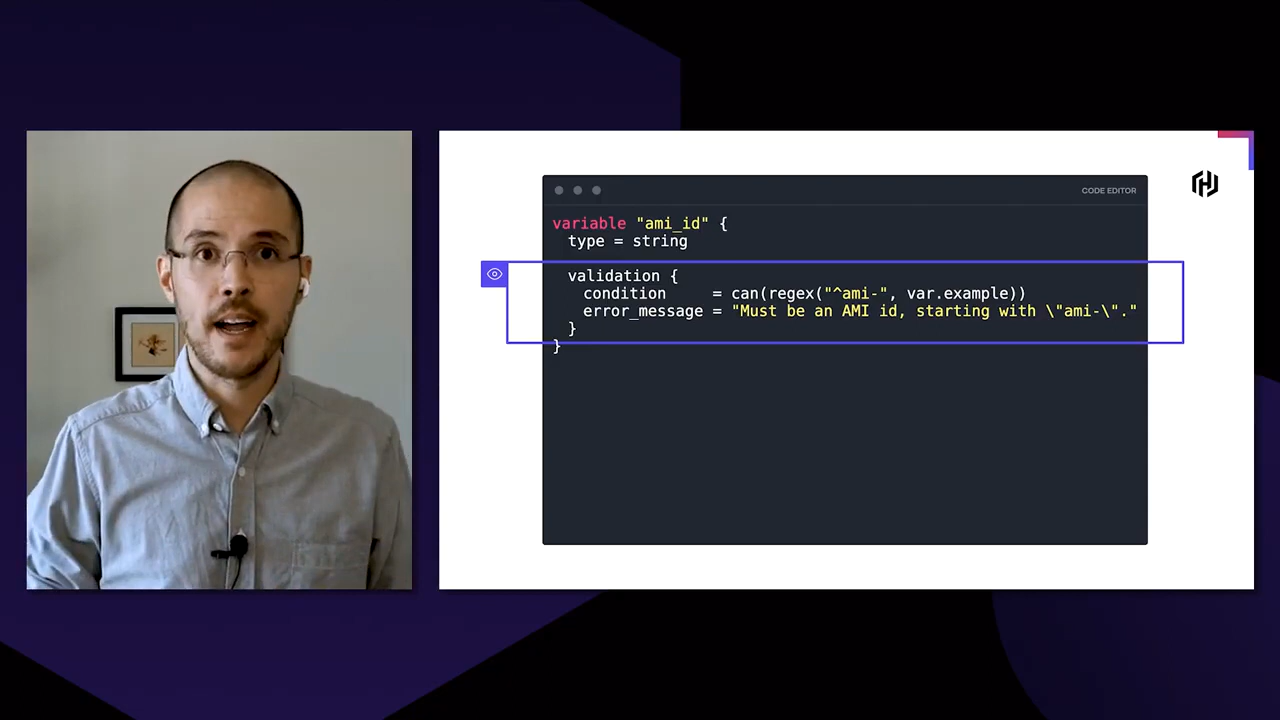 CODE EDITOR
variable "ami_id" {
type = string
validation {
condition = can(regex("^ami-", var.example))
error_message = "Must be an AMI id, starting with \"ami-\"."
}
}